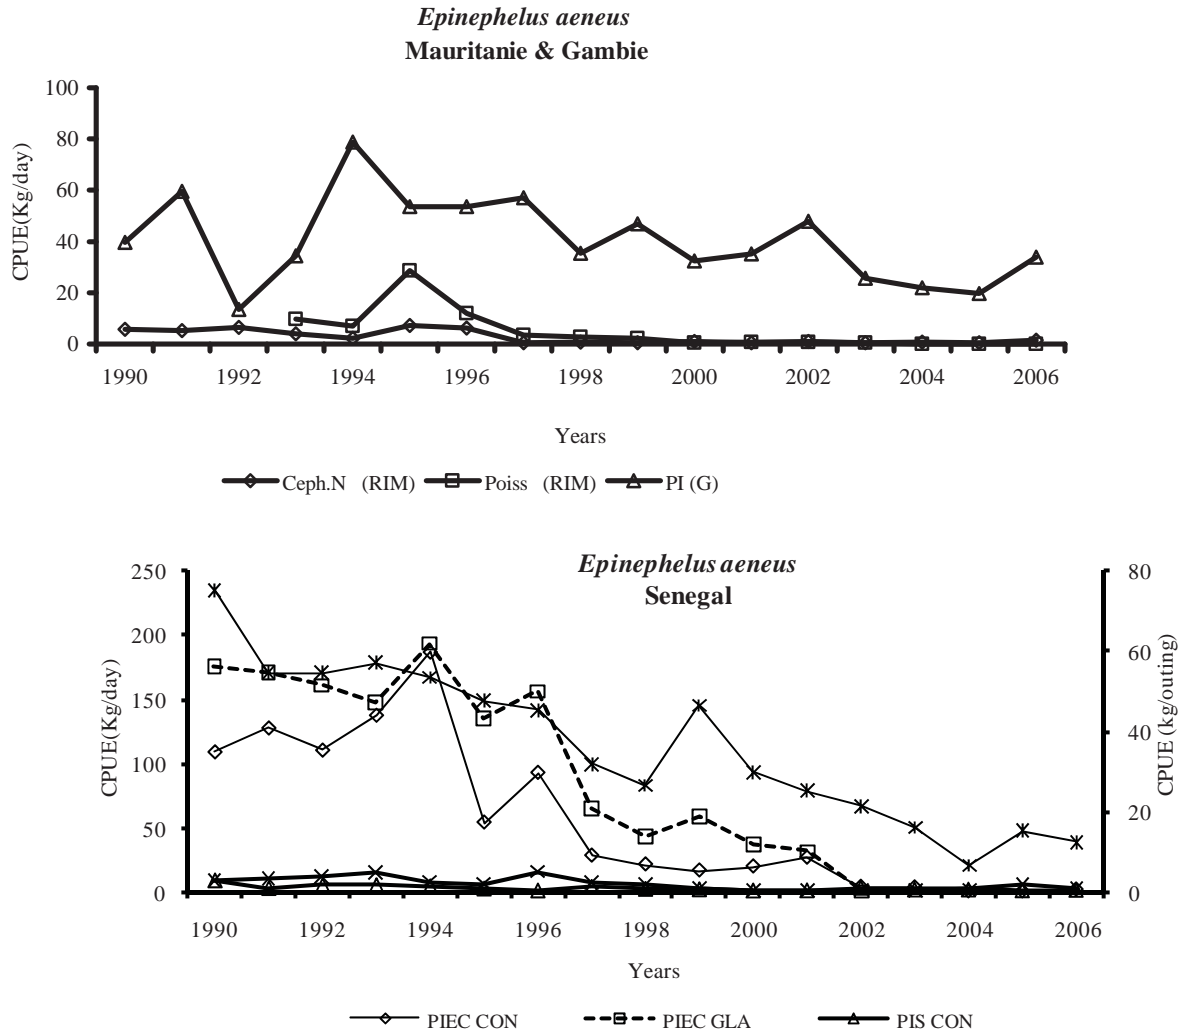 Epinephelus aeneus
Mauritanie & Gambie
100
80
60
40
20
0
CPUE(Kg/day)
1990 1992 1994 1996 1998 2000 2002 2004 2006
Years
Ceph.N (RIM) Poiss (RIM) PI (G)
Epinephelus aeneus
Senegal
250
200
150
100
50
0
CPUE(Kg/day)
80
60
40
20
0
CPUE (kg/outing)
1990 1992 1994 1996 1998 2000 2002 2004 2006
Years
PIEC CON PIEC GLA PIS CON